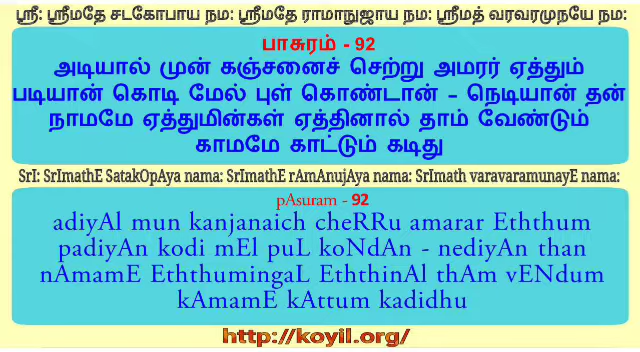 ஸ்ரீ: ஸ்ரீமதே சடகோபாய நம: ஸ்ரீமதே ராமாநுஜாய நம: ஸ்ரீமத் வரவரமுநயே நம:
பாசுரம் - 92
அடியால் முன் கஞ்சனைச் செற்று அமரர் ஏத்தும்
படியான் கொடி மேல் புள் கொண்டான் – நெடியான் தன்
நாமமே ஏத்துமின்கள் ஏத்தினால் தாம் வேண்டும்
காமமே காட்டும் கடிது
SrI: SrImathE SatakOpAya nama: SrImathE rAmAnujAya nama: SrImath varavaramunayE nama:
pAsuram - 92
adiyAl mun kanjanaich cheRRu amarar Eththum
padiyAn kodi mEl puL koNdAn - nediyAn than
nAmamE EththumingaL EththinAl thAm vENdum
kAmamE kAttum kadidhu
http://koyil.org/